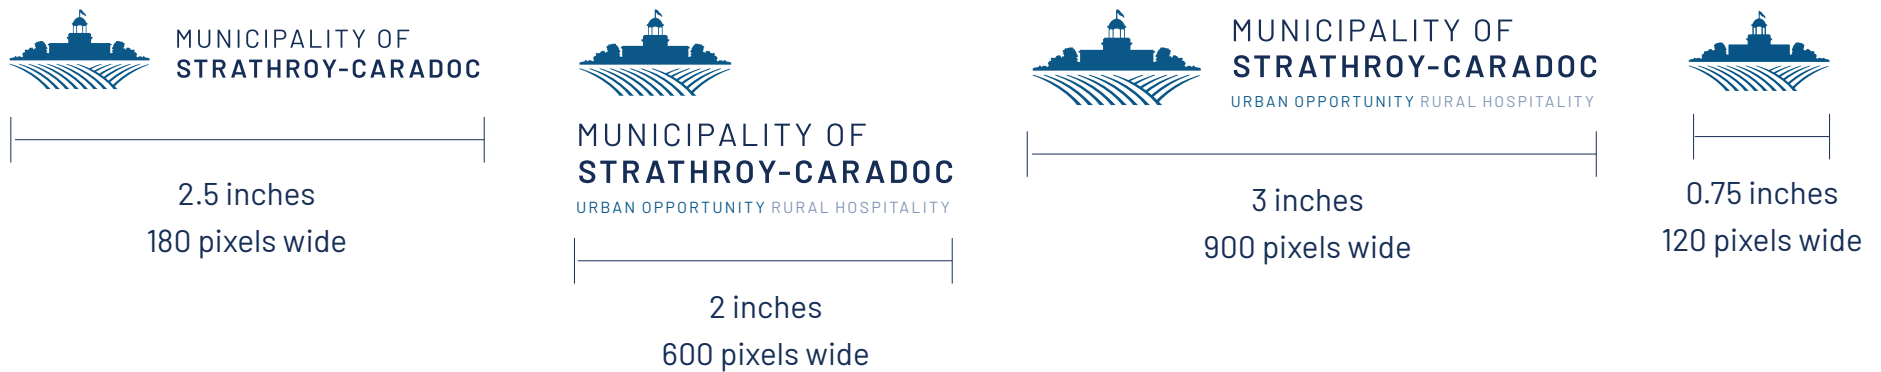 MUNICIPALITY OF
STRATHROY-CARADOC
2.5 inches
180 pixels wide
MUNICIPALITY OF
STRATHROY-CARADOC
URBAN OPPORTUNITY RURAL HOSPITALITY
2 inches
600 pixels wide
MUNICIPALITY OF
STRATHROY-CARADOC
URBAN OPPORTUNITY RURAL HOSPITALITY
3 inches
900 pixels wide
0.75 inches
120 pixels wide